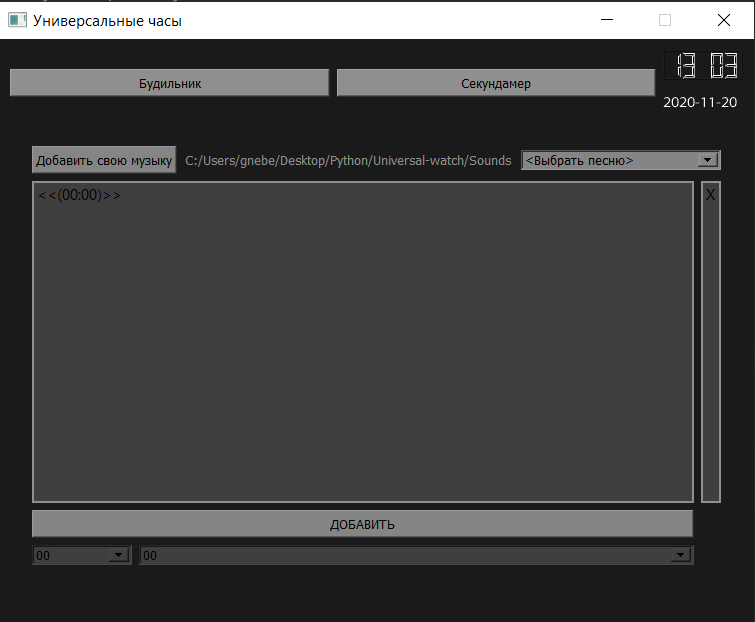 Универсальные часы
13 03
Будильник
Секундамер
2020-11-20
Добавить свою музыку
C:/Users/gnebe/Desktop/Python/Universal-watch/Sounds
<Выбрать песню>
<<(00:00)>>
X
ДОБАВИТЬ
00
00